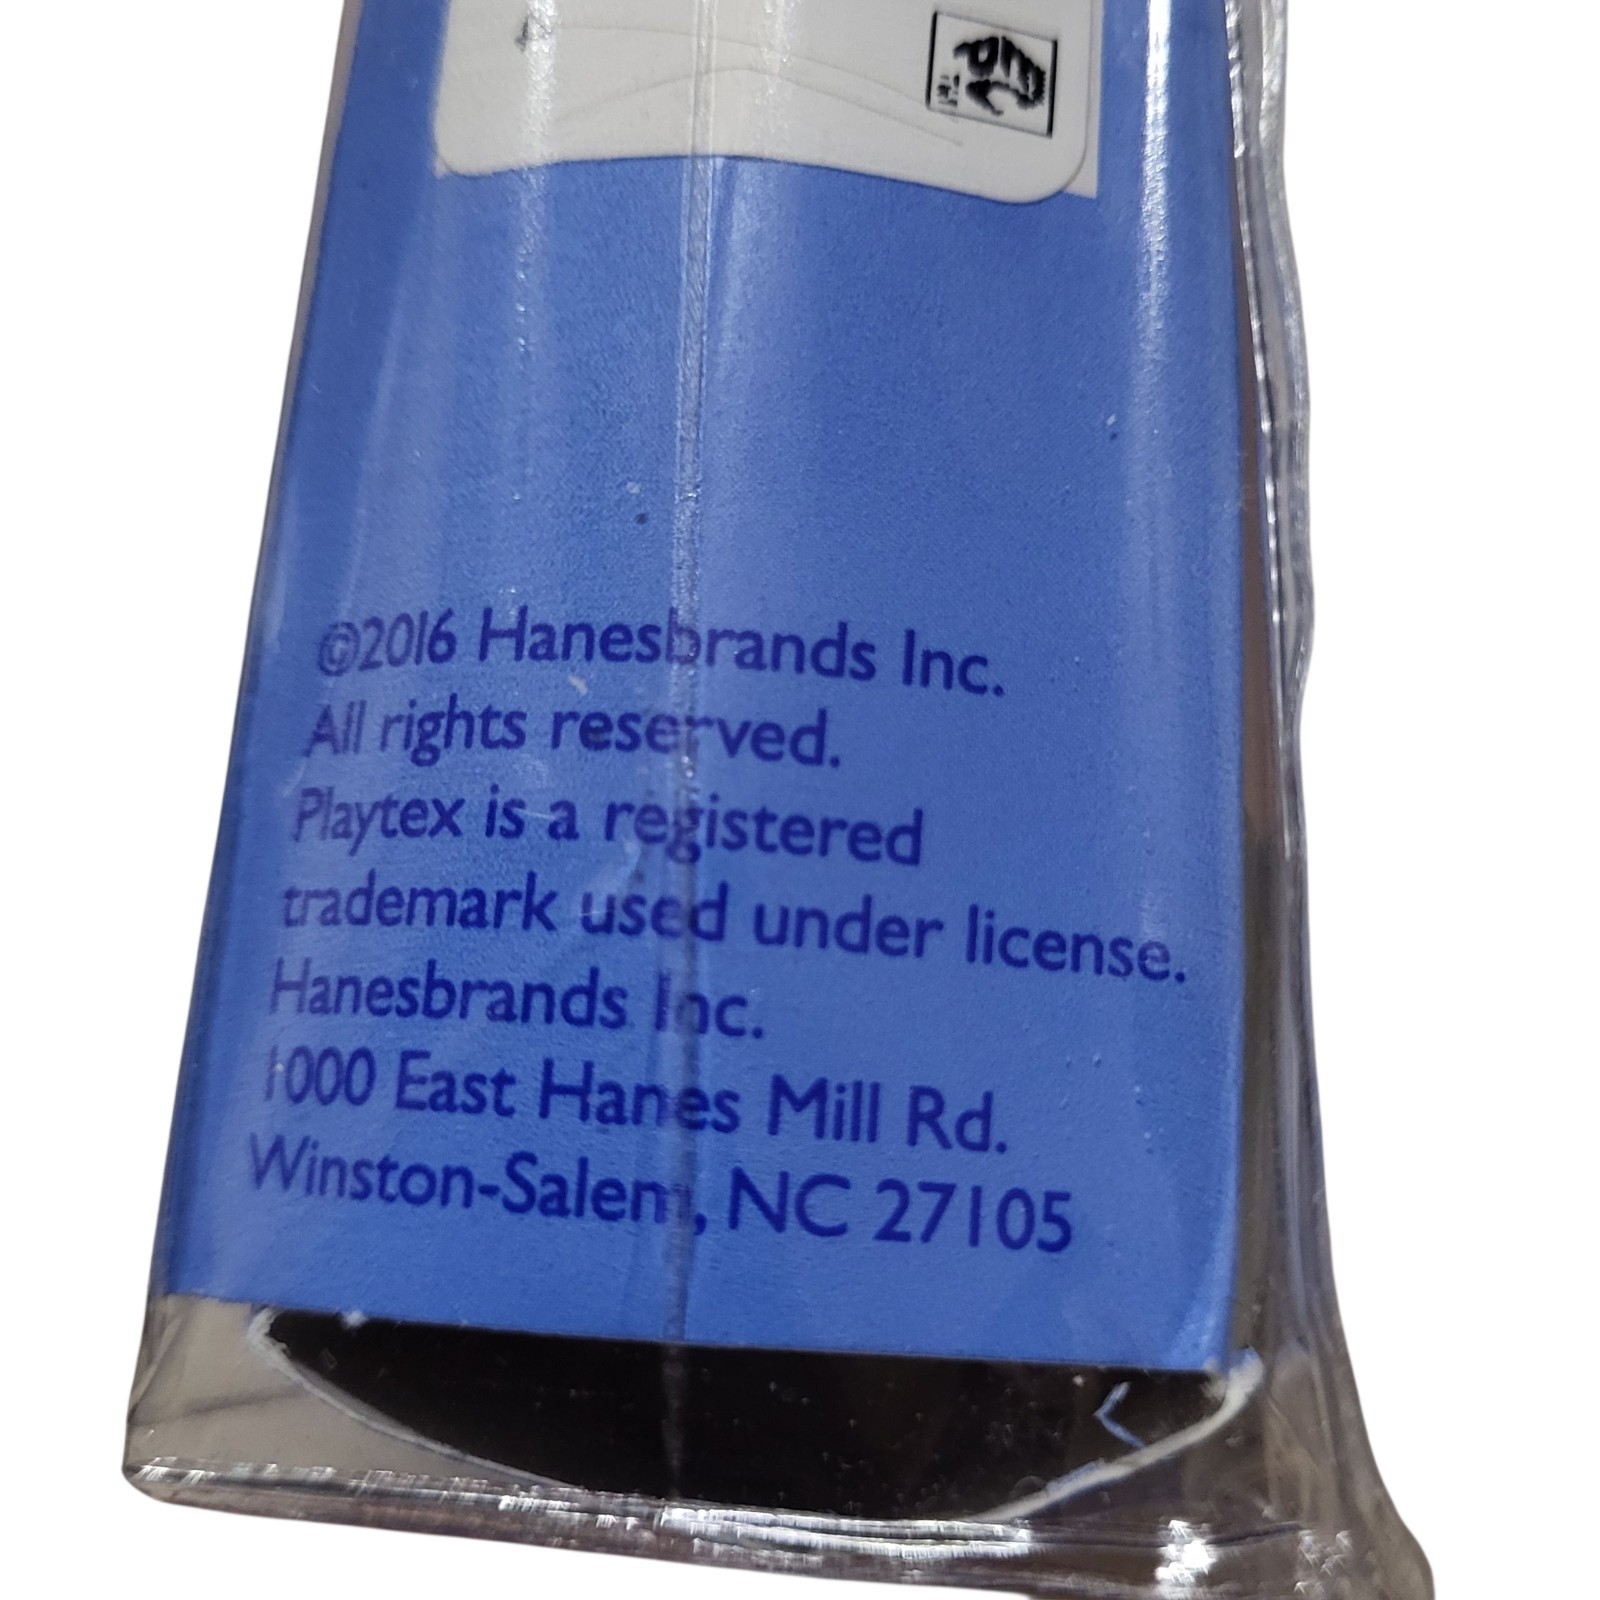 ©2016 Hanesbrands Inc.
All rights reserved.
Playtex is a registered
trademark used under license.
Hanesbrands Inc.
1000 East Hanes Mill Rd.
Winston-Salem, NC 27105